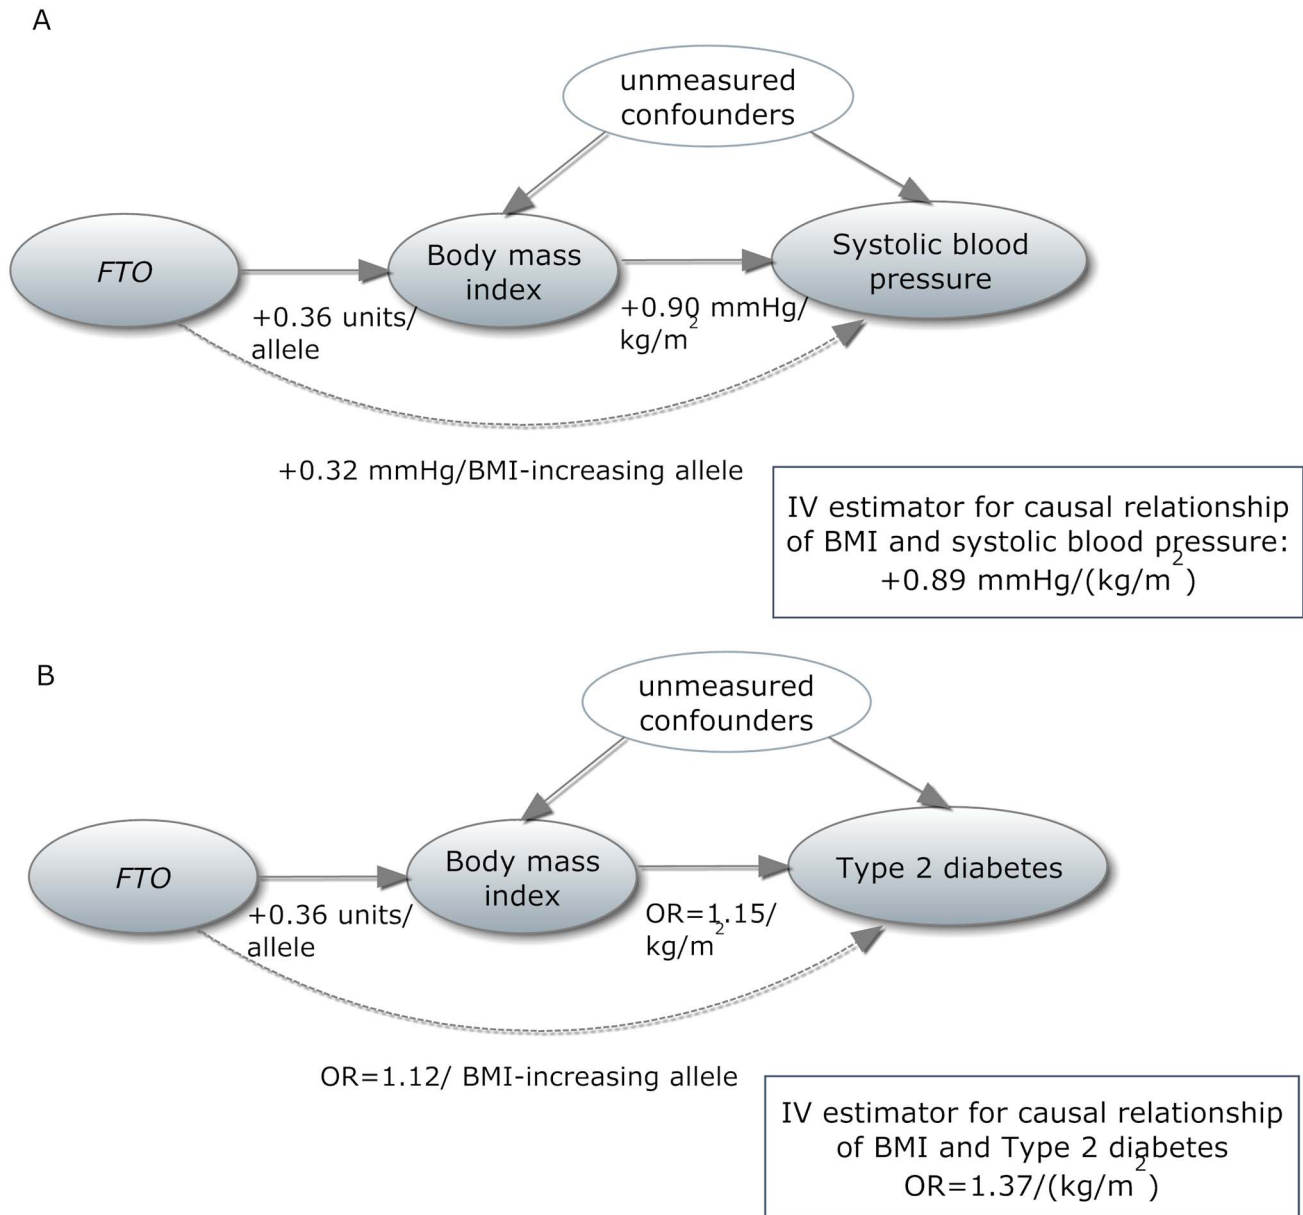 A
unmeasured
confounders
FTO
Body mass
index
Systolic blood
pressure
+0.36 units/
allele
+0.90 mmHg/
kg/m²
+0.32 mmHg/BMI-increasing allele
IV estimator for causal relationship
of BMI and systolic blood pressure:
+0.89 mmHg/(kg/m²)
B
unmeasured
confounders
FTO
Body mass
index
Type 2 diabetes
+0.36 units/
allele
OR=1.15/
kg/m²
OR=1.12/ BMI-increasing allele
IV estimator for causal relationship
of BMI and Type 2 diabetes
OR=1.37/(kg/m²)